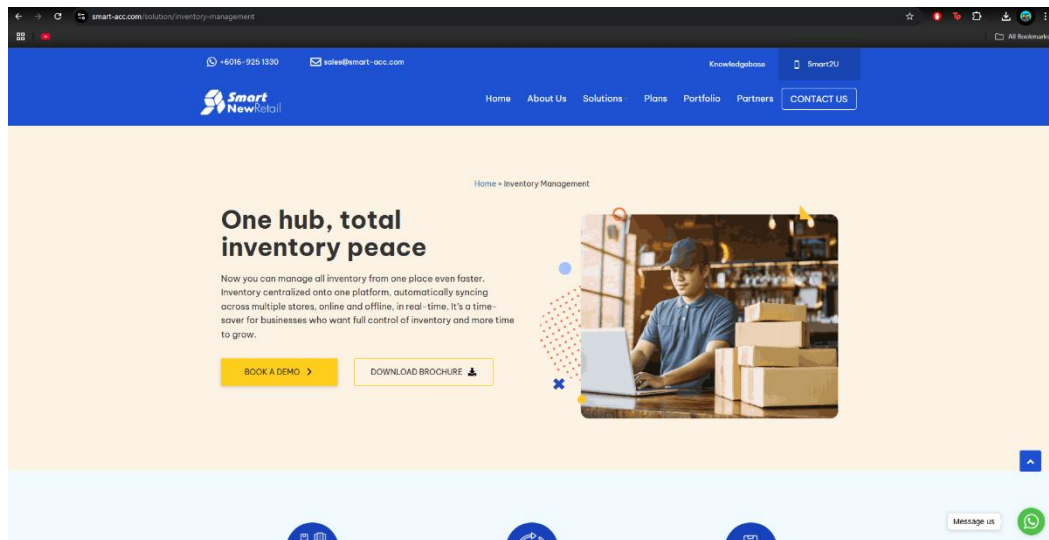 smart-acc.com/solution/inventory-management
All Bookmarks
+6016-925 1330 sales@smart-acc.com Knowledgebase Smart2U
Smart
NewRetail
Home About Us Solutions Plans Portfolio Partners CONTACT US
Home > Inventory Management
One hub, total
inventory peace
Now you can manage all inventory from one place even faster.
Inventory centralized onto one platform, automatically syncing
across multiple stores, online and offline, in real-time. It's a time-
saver for businesses who want full control of inventory and more time
to grow.
BOOK A DEMO DOWNLOAD BROCHURE
Message us